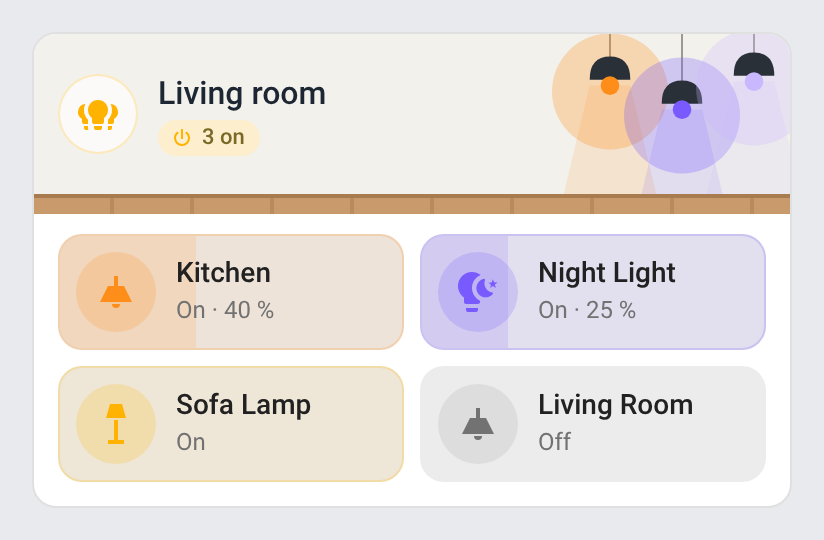 Living room
3 on
Kitchen
On · 40 %
Night Light
On · 25 %
Sofa Lamp
On
Living Room
Off